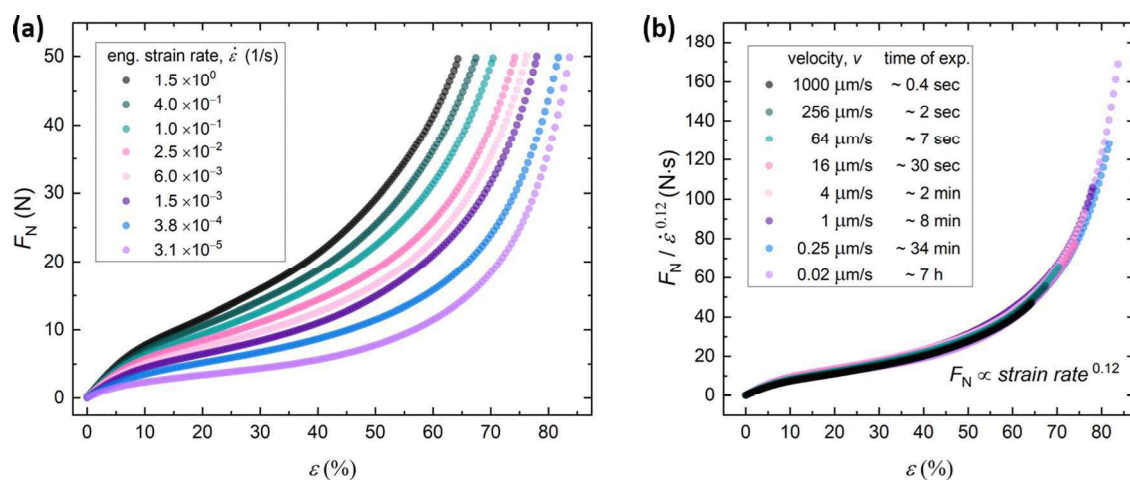 (a)
eng. strain rate, ε̇ (1/s)
1.5 ×10⁰
4.0 ×10⁻¹
1.0 ×10⁻¹
2.5 ×10⁻²
6.0 ×10⁻³
1.5 ×10⁻³
3.8 ×10⁻⁴
3.1 ×10⁻⁵
F_N (N)
50
40
30
20
10
0
0 10 20 30 40 50 60 70 80
ε (%)
(b)
velocity, v time of exp.
1000 μm/s ~ 0.4 sec
256 μm/s ~ 2 sec
64 μm/s ~ 7 sec
16 μm/s ~ 30 sec
4 μm/s ~ 2 min
1 μm/s ~ 8 min
0.25 μm/s ~ 34 min
0.02 μm/s ~ 7 h
F_N / ε̇^0.12 (N·s)
180
160
140
120
100
80
60
40
20
0
F_N ∝ strain rate^0.12
0 10 20 30 40 50 60 70 80
ε (%)